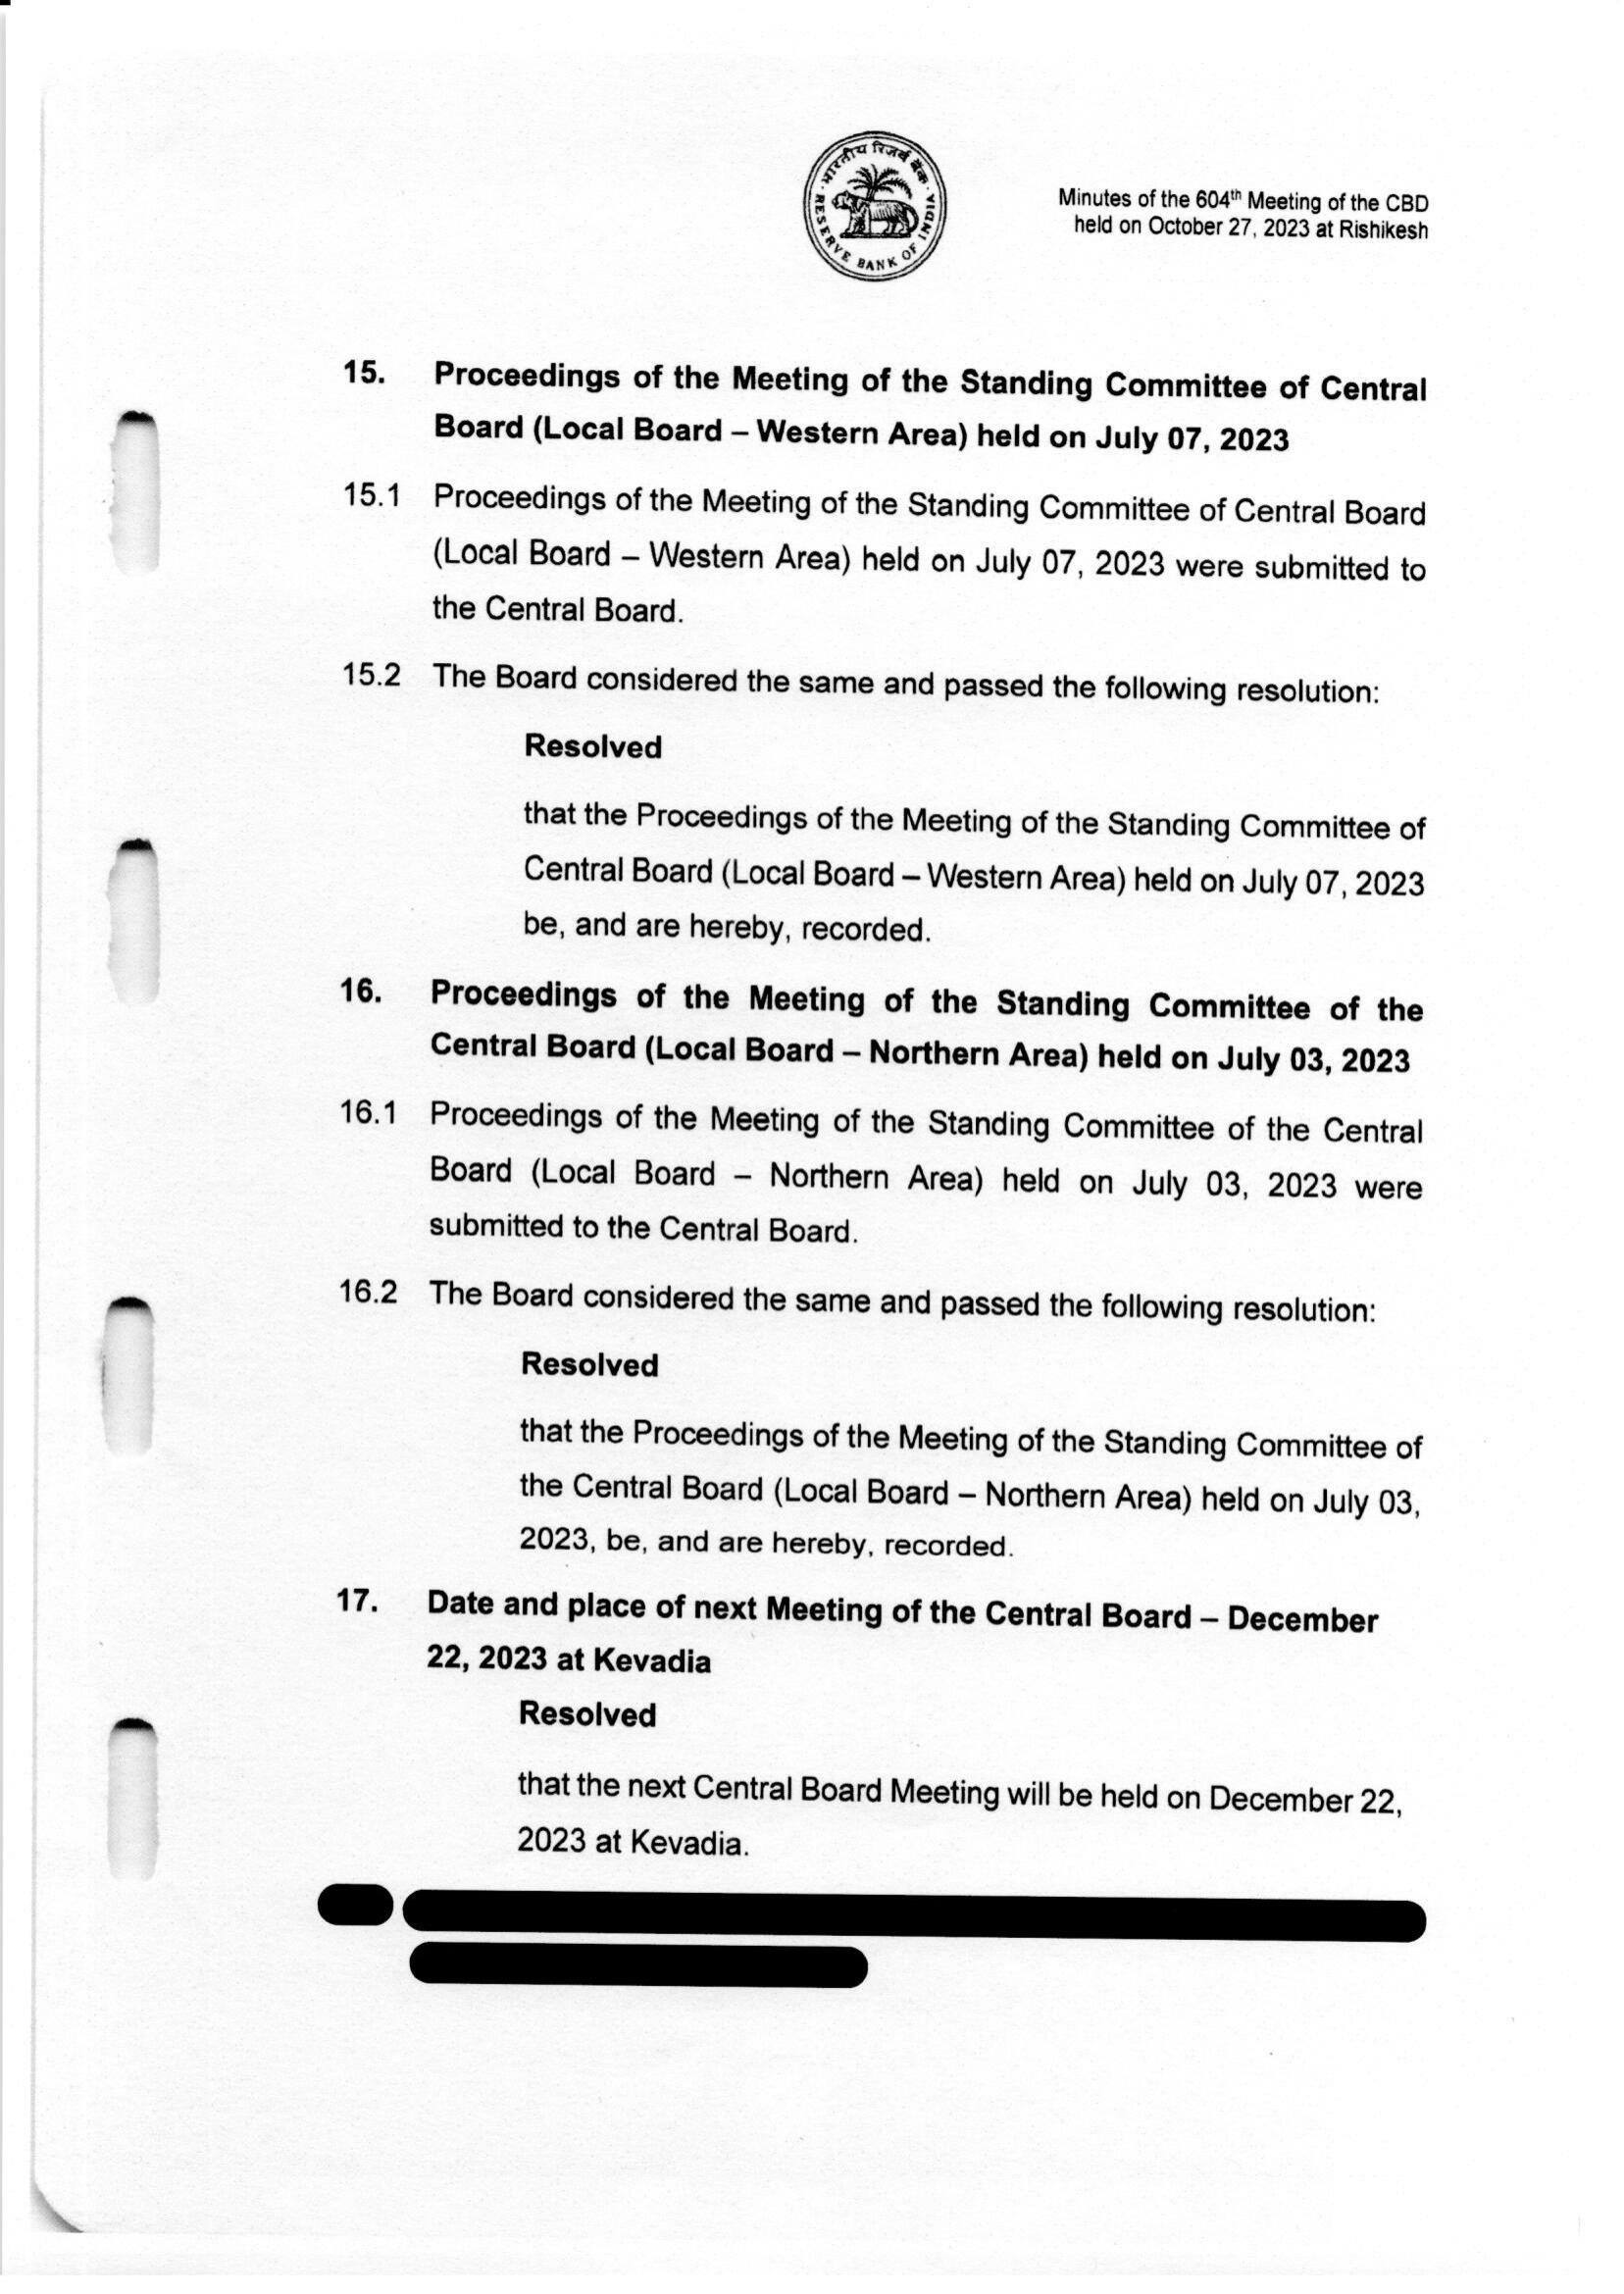 भारतीय रिज़र्व बैंक
RESERVE BANK OF INDIA
Minutes of the 604th Meeting of the CBD
held on October 27, 2023 at Rishikesh
15. Proceedings of the Meeting of the Standing Committee of Central
Board (Local Board – Western Area) held on July 07, 2023
15.1 Proceedings of the Meeting of the Standing Committee of Central Board
(Local Board – Western Area) held on July 07, 2023 were submitted to
the Central Board.
15.2 The Board considered the same and passed the following resolution:
Resolved
that the Proceedings of the Meeting of the Standing Committee of
Central Board (Local Board – Western Area) held on July 07, 2023
be, and are hereby, recorded.
16. Proceedings of the Meeting of the Standing Committee of the
Central Board (Local Board – Northern Area) held on July 03, 2023
16.1 Proceedings of the Meeting of the Standing Committee of the Central
Board (Local Board – Northern Area) held on July 03, 2023 were
submitted to the Central Board.
16.2 The Board considered the same and passed the following resolution:
Resolved
that the Proceedings of the Meeting of the Standing Committee of
the Central Board (Local Board – Northern Area) held on July 03,
2023, be, and are hereby, recorded.
17. Date and place of next Meeting of the Central Board – December
22, 2023 at Kevadia
Resolved
that the next Central Board Meeting will be held on December 22,
2023 at Kevadia.